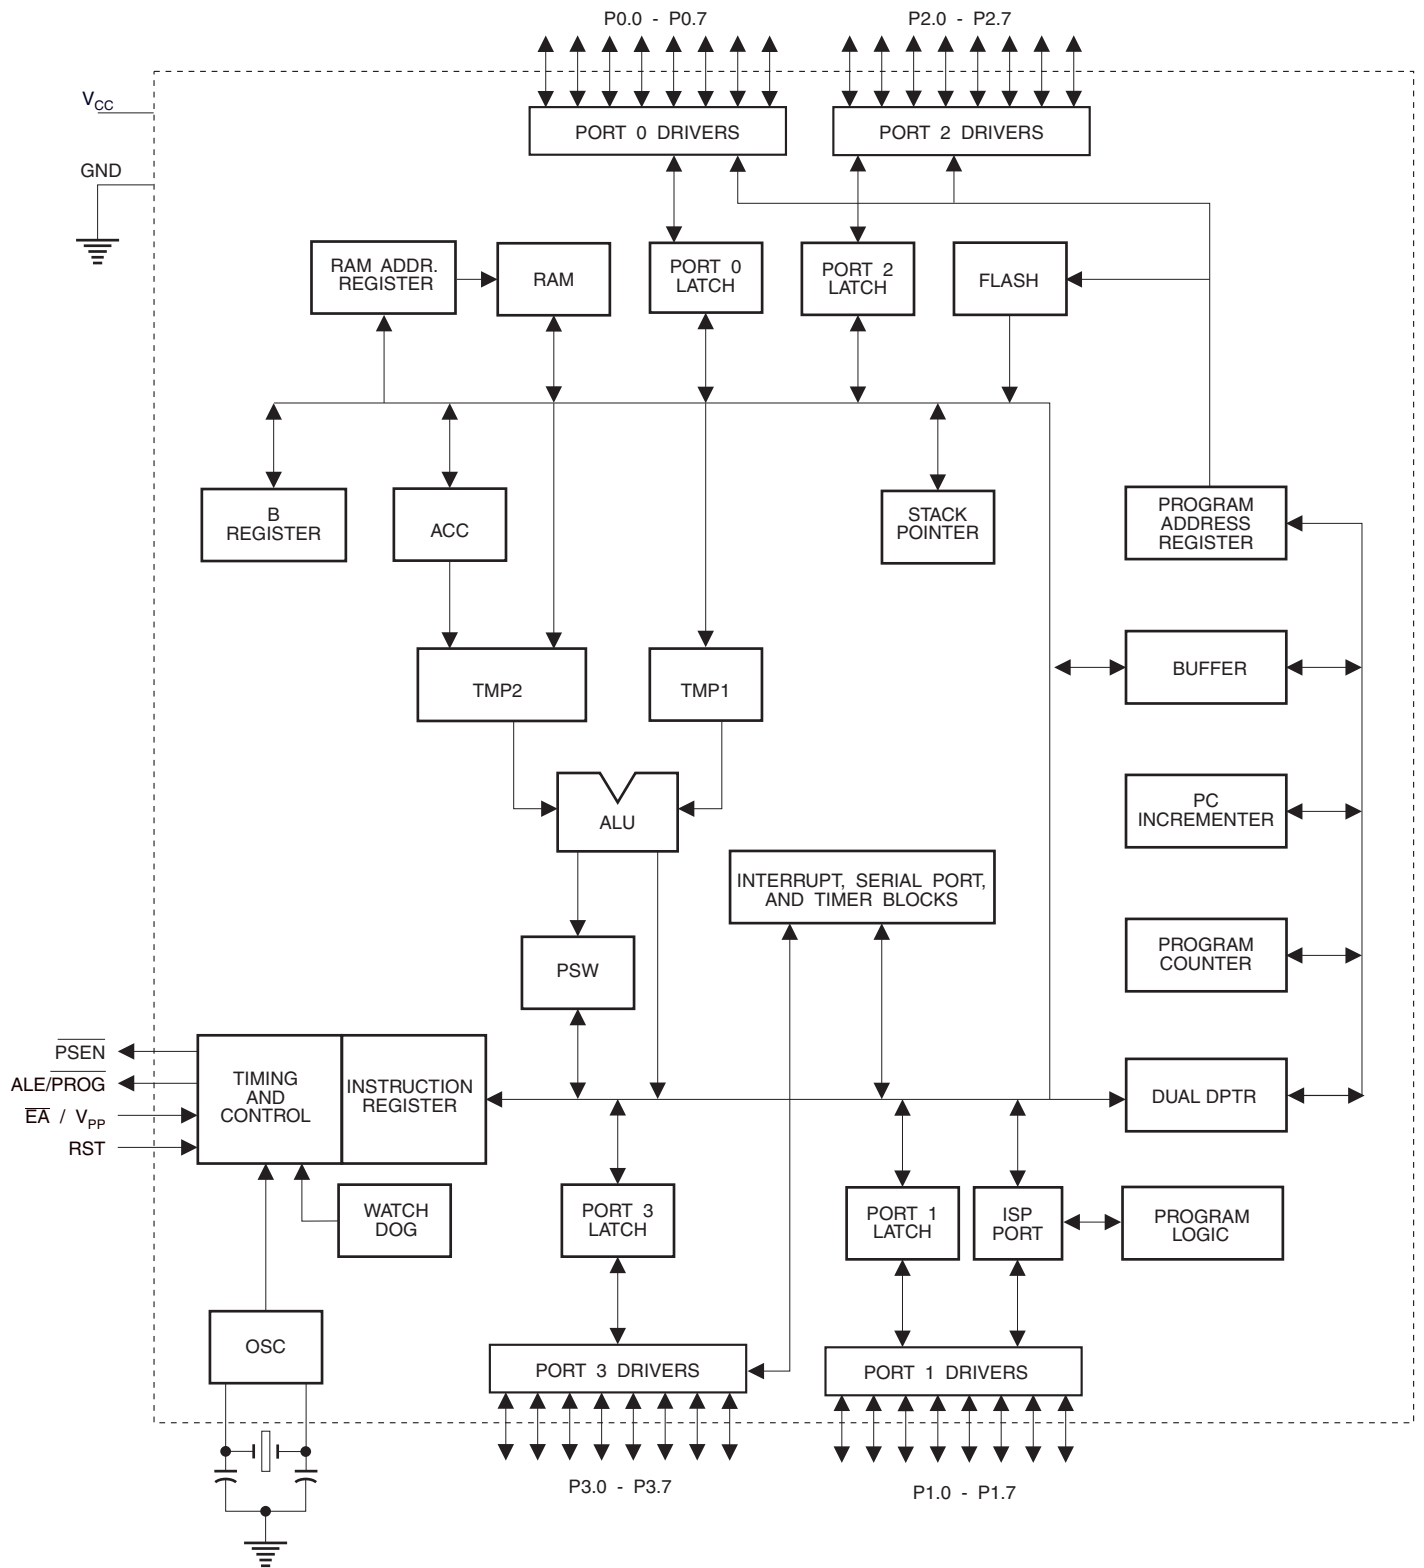 P0.0 - P0.7
P2.0 - P2.7
VCC
PORT 0 DRIVERS
PORT 2 DRIVERS
GND
RAM ADDR.
REGISTER
RAM
PORT 0
LATCH
PORT 2
LATCH
FLASH
B
REGISTER
ACC
STACK
POINTER
PROGRAM
ADDRESS
REGISTER
BUFFER
TMP2
TMP1
ALU
PC
INCREMENTER
INTERRUPT, SERIAL PORT,
AND TIMER BLOCKS
PSW
PROGRAM
COUNTER
PSEN
ALE/PROG
EA / VPP
RST
TIMING
AND
CONTROL
INSTRUCTION
REGISTER
DUAL DPTR
WATCH
DOG
PORT 3
LATCH
PORT 1
LATCH
ISP
PORT
PROGRAM
LOGIC
OSC
PORT 3 DRIVERS
PORT 1 DRIVERS
P3.0 - P3.7
P1.0 - P1.7